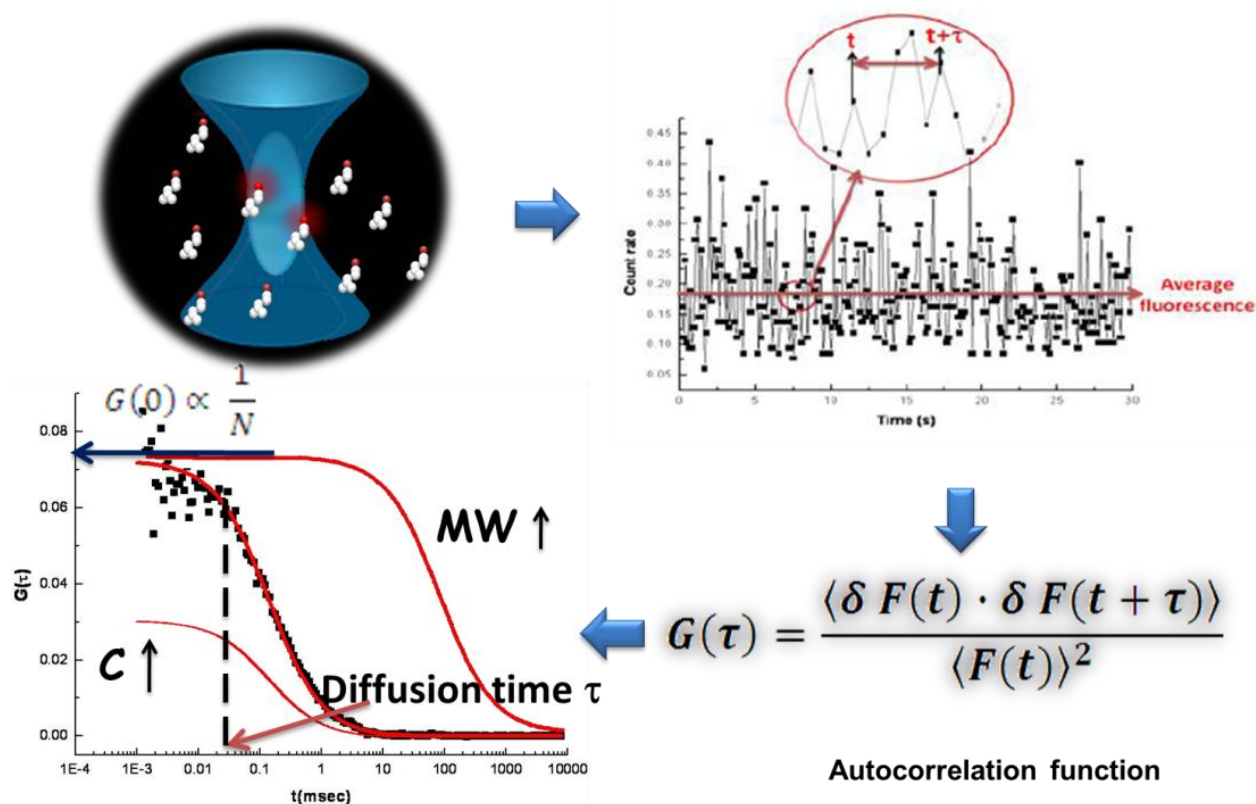 t
t+τ
0.45
0.40
0.35
0.30
0.25
0.20
0.15
0.10
0.05
Count rate
0
5
10
15
20
25
30
Time (s)
Average
fluorescence
G(0) ∝ 1/N
0.08
0.06
0.04
0.02
0.00
G(τ)
MW ↑
C ↑
Diffusion time τ
1E-4
1E-3
0.01
0.1
1
10
100
1000
10000
t(msec)
G(τ) = ⟨δ F(t) · δ F(t + τ)⟩ / ⟨F(t)⟩²
Autocorrelation function